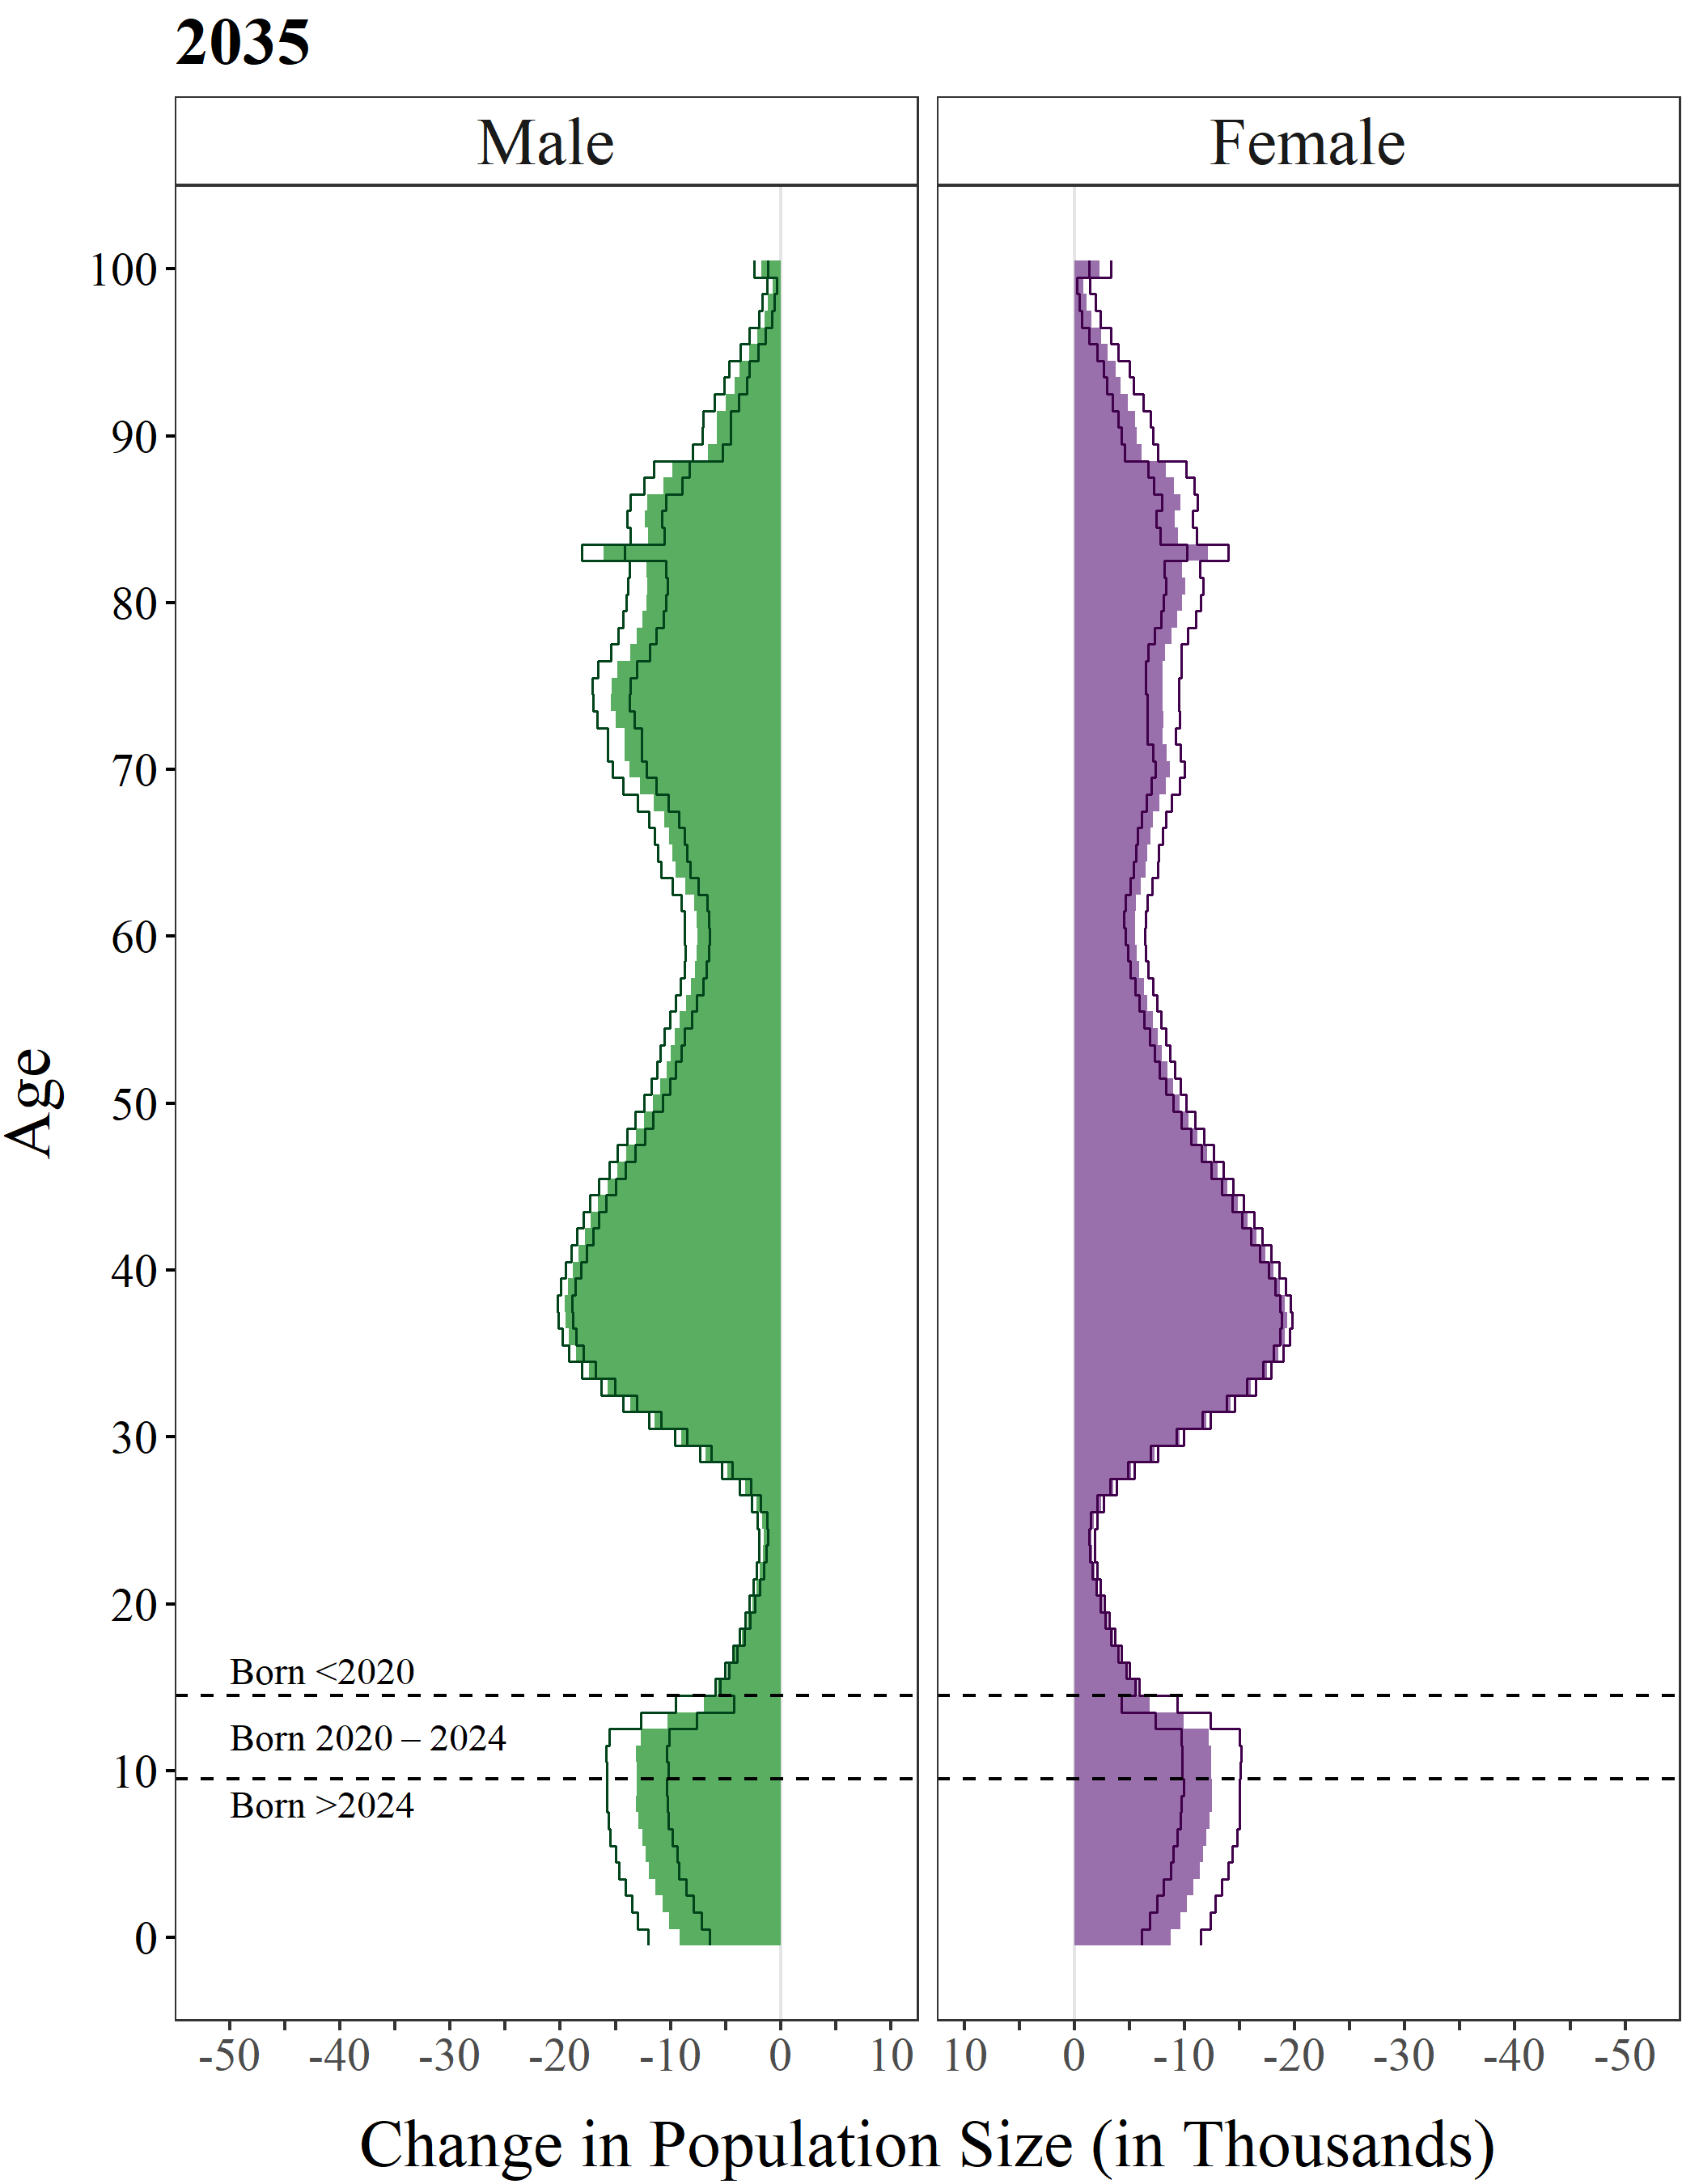 2035
Male
Female
100
90
80
70
60
50
40
30
20
10
0
Age
Born <2020
Born 2020 – 2024
Born >2024
-50 -40 -30 -20 -10 0 10
10 0 -10 -20 -30 -40 -50
Change in Population Size (in Thousands)